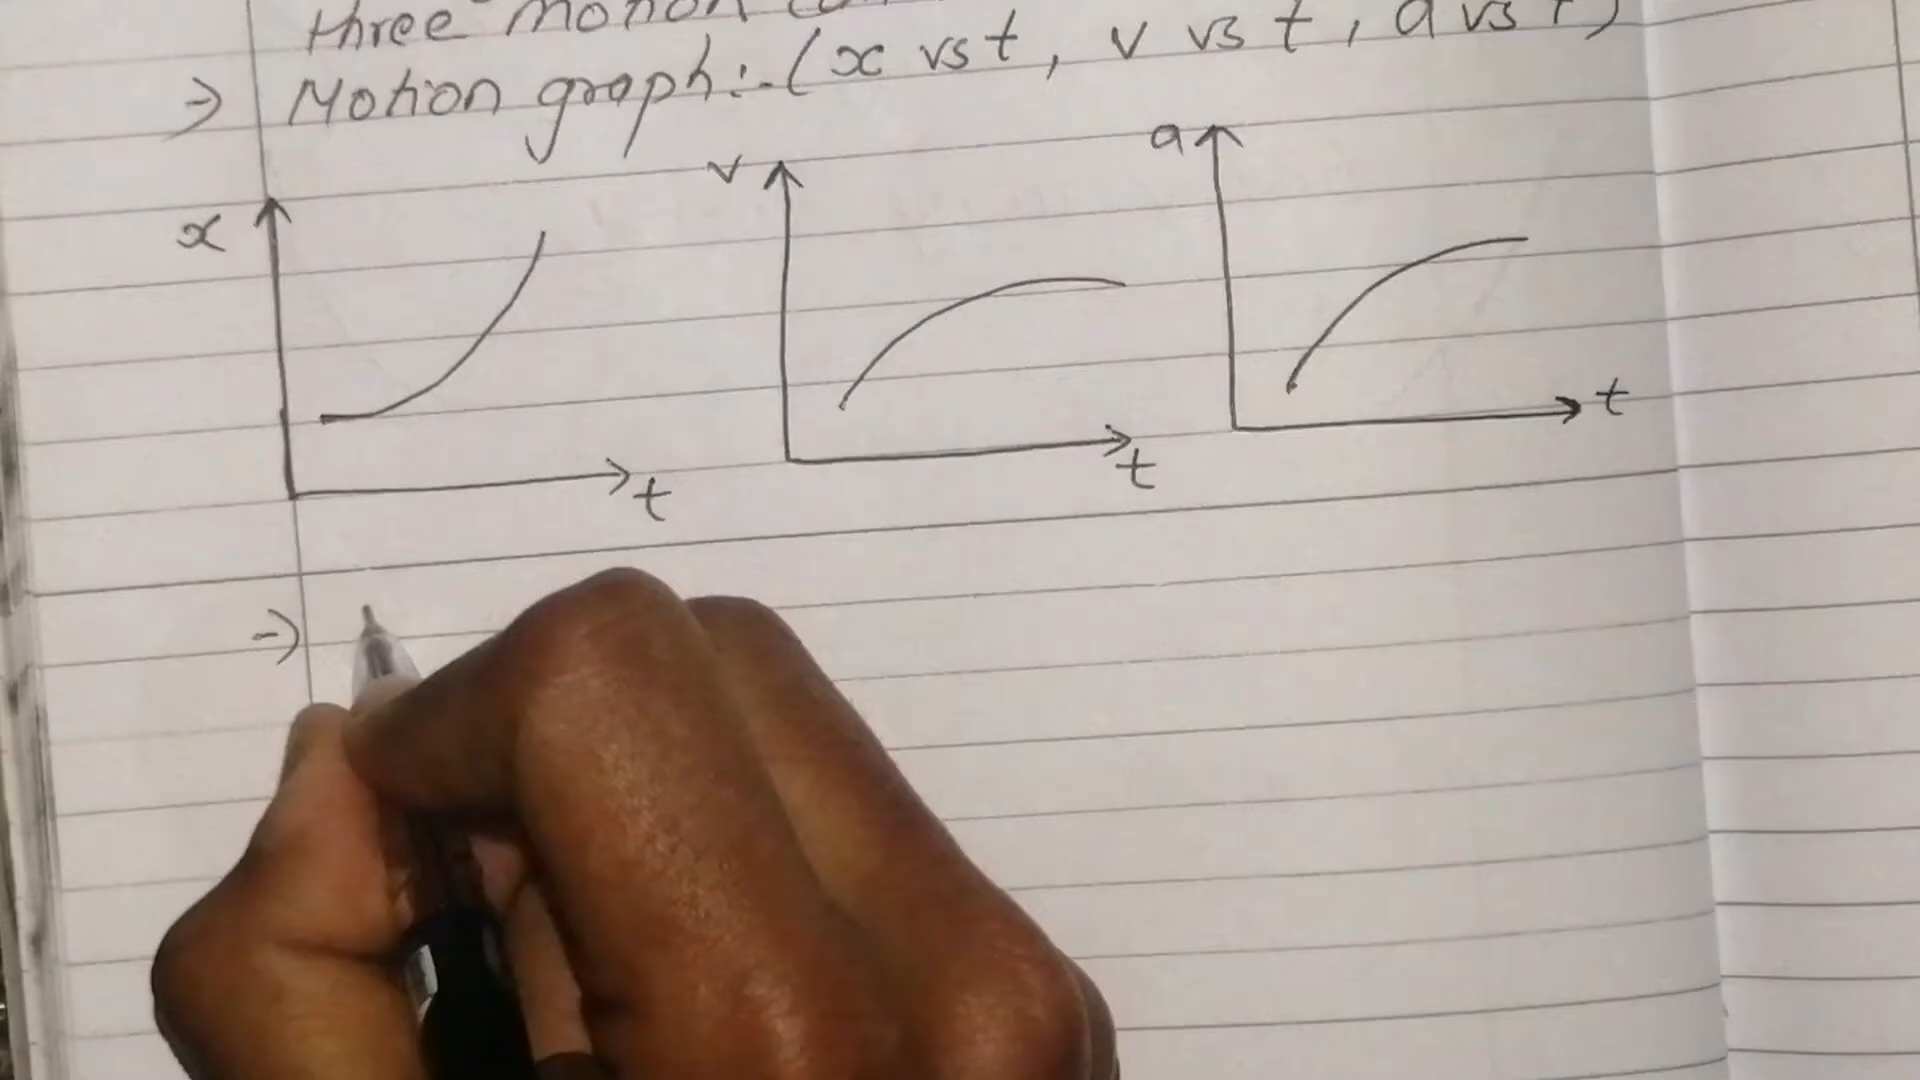 three motion
⇒ Motion graph:- (x vs t, v vs t, a vs t)
x
t
v
t
a
t
⇒